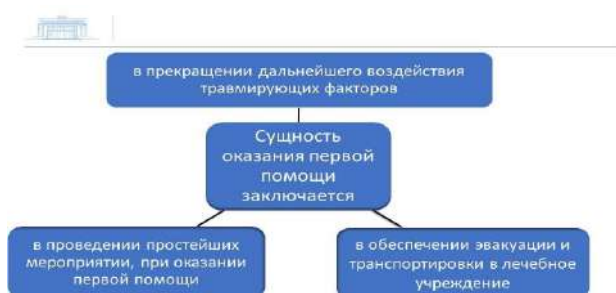 в прекращении дальнейшего воздействия
травмирующих факторов
Сущность
оказания первой
помощи
заключается
в проведении простейших
мероприятии, при оказании
первой помощи
в обеспечении эвакуации и
транспортировки в лечебное
учреждение